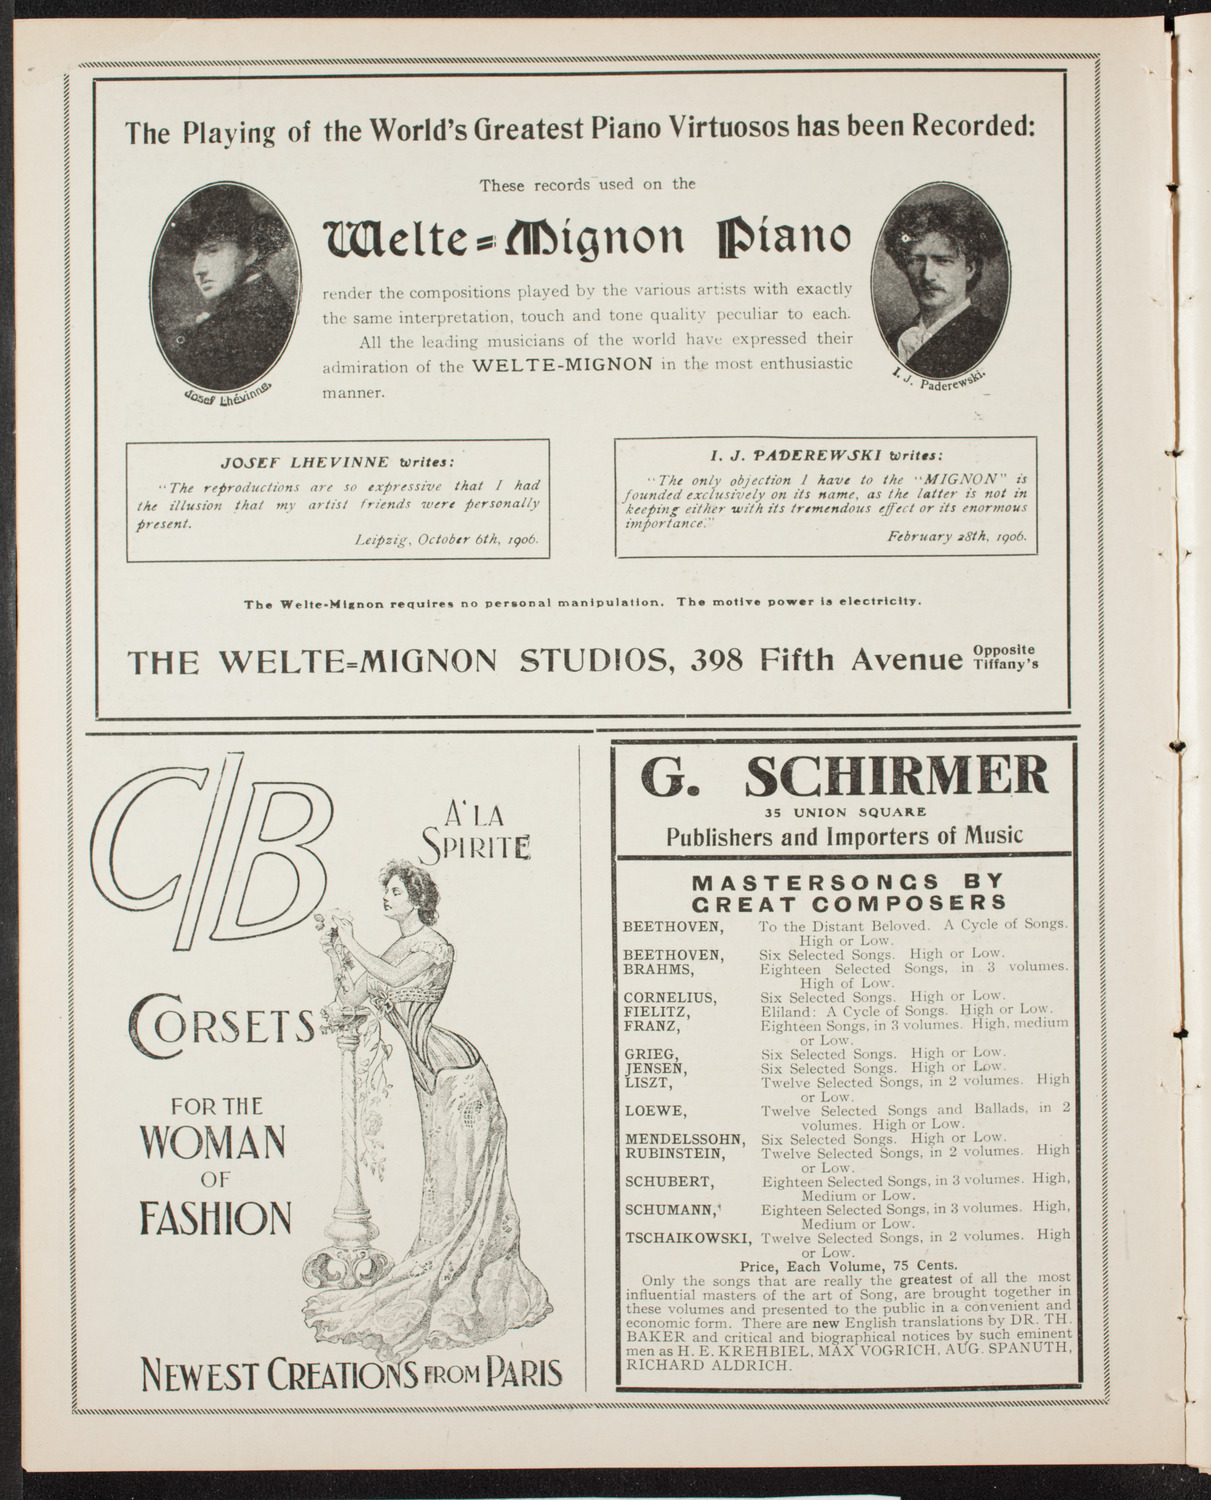 The Playing of the World's Greatest Piano Virtuosos has been Recorded:
These records used on the
Welte=Mignon Piano
render the compositions played by the various artists with exactly
the same interpretation, touch and tone quality peculiar to each.
All the leading musicians of the world have expressed their
admiration of the WELTE-MIGNON in the most enthusiastic
manner.
Josef Lhévinne.
I. J. Paderewski.
JOSEF LHEVINNE writes:
"The reproductions are so expressive that I had
the illusion that my artist friends were personally
present.
Leipzig, October 6th, 1906.
I. J. PADEREWSKI writes:
"The only objection I have to the "MIGNON" is
founded exclusively on its name, as the latter is not in
keeping either with its tremendous effect or its enormous
importance."
February 28th, 1906.
The Welte-Mignon requires no personal manipulation. The motive power is electricity.
THE WELTE=MIGNON STUDIOS, 398 Fifth Avenue Opposite
Tiffany's
C/B
A' LA
SPIRITE
CORSETS
FOR THE
WOMAN
OF
FASHION
NEWEST CREATIONS FROM PARIS
G. SCHIRMER
35 UNION SQUARE
Publishers and Importers of Music
MASTERSONGS BY
GREAT COMPOSERS
BEETHOVEN, To the Distant Beloved. A Cycle of Songs.
High or Low.
BEETHOVEN, Six Selected Songs. High or Low.
BRAHMS, Eighteen Selected Songs, in 3 volumes.
High of Low.
CORNELIUS, Six Selected Songs. High or Low.
FIELITZ, Eliland: A Cycle of Songs. High or Low.
FRANZ, Eighteen Songs, in 3 volumes. High, medium
or Low.
GRIEG, Six Selected Songs. High or Low.
JENSEN, Six Selected Songs. High or Low.
LISZT, Twelve Selected Songs, in 2 volumes. High
or Low.
LOEWE, Twelve Selected Songs and Ballads, in 2
volumes. High or Low.
MENDELSSOHN, Six Selected Songs. High or Low.
RUBINSTEIN, Twelve Selected Songs, in 2 volumes. High
or Low.
SCHUBERT, Eighteen Selected Songs, in 3 volumes. High,
Medium or Low.
SCHUMANN, Eighteen Selected Songs, in 3 volumes. High,
Medium or Low.
TSCHAIKOWSKI, Twelve Selected Songs, in 2 volumes. High
or Low.
Price, Each Volume, 75 Cents.
Only the songs that are really the greatest of all the most
influential masters of the art of Song, are brought together in
these volumes and presented to the public in a convenient and
economic form. There are new English translations by DR. TH.
BAKER and critical and biographical notices by such eminent
men as H. E. KREHBIEL, MAX VOGRICH, AUG. SPANUTH,
RICHARD ALDRICH.